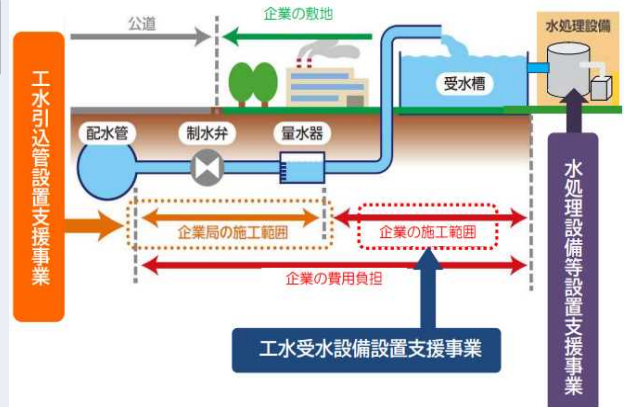 公道
企業の敷地
水処理設備
受水槽
配水管
制水弁
量水器
工水引込管設置支援事業
企業局の施工範囲
企業の施工範囲
企業の費用負担
工水受水設備設置支援事業
水処理設備等設置支援事業